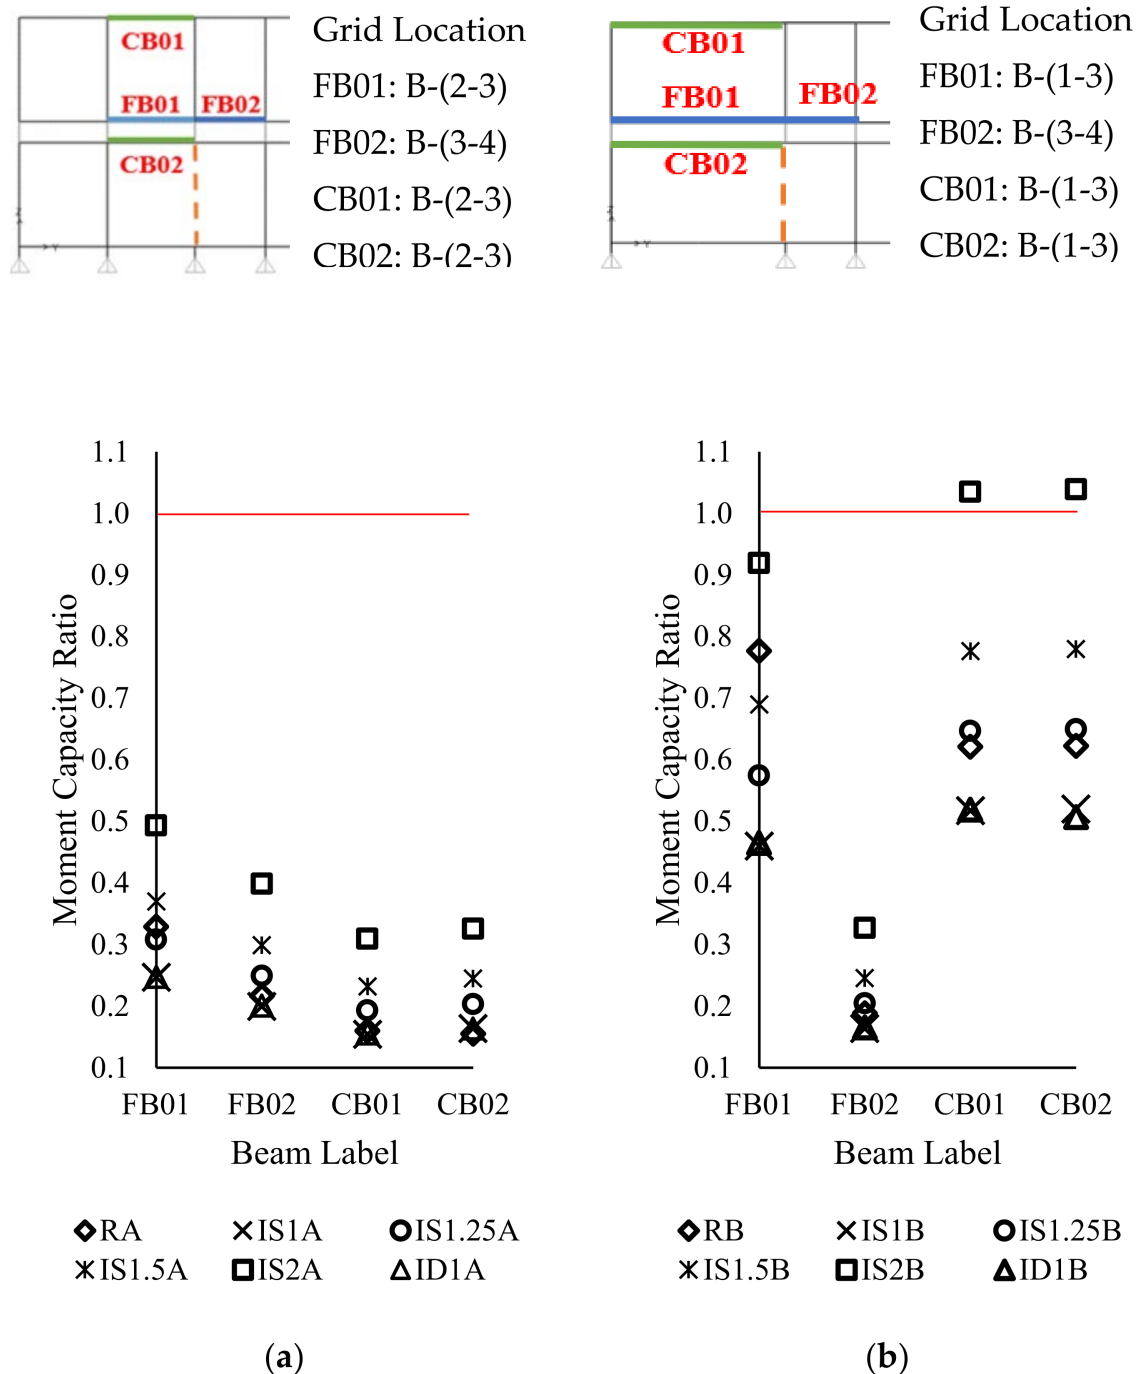 CB01
FB01 FB02
CB02
Z
Y
Grid Location
FB01: B-(2-3)
FB02: B-(3-4)
CB01: B-(2-3)
CB02: B-(2-3)
CB01
FB01 FB02
CB02
Z
Y
Grid Location
FB01: B-(1-3)
FB02: B-(3-4)
CB01: B-(1-3)
CB02: B-(1-3)
Moment Capacity Ratio
1.1
1.0
0.9
0.8
0.7
0.6
0.5
0.4
0.3
0.2
0.1
FB01 FB02 CB01 CB02
Beam Label
RA IS1A IS1.25A
IS1.5A IS2A ID1A
(a)
Moment Capacity Ratio
1.1
1.0
0.9
0.8
0.7
0.6
0.5
0.4
0.3
0.2
0.1
FB01 FB02 CB01 CB02
Beam Label
RB IS1B IS1.25B
IS1.5B IS2B ID1B
(b)